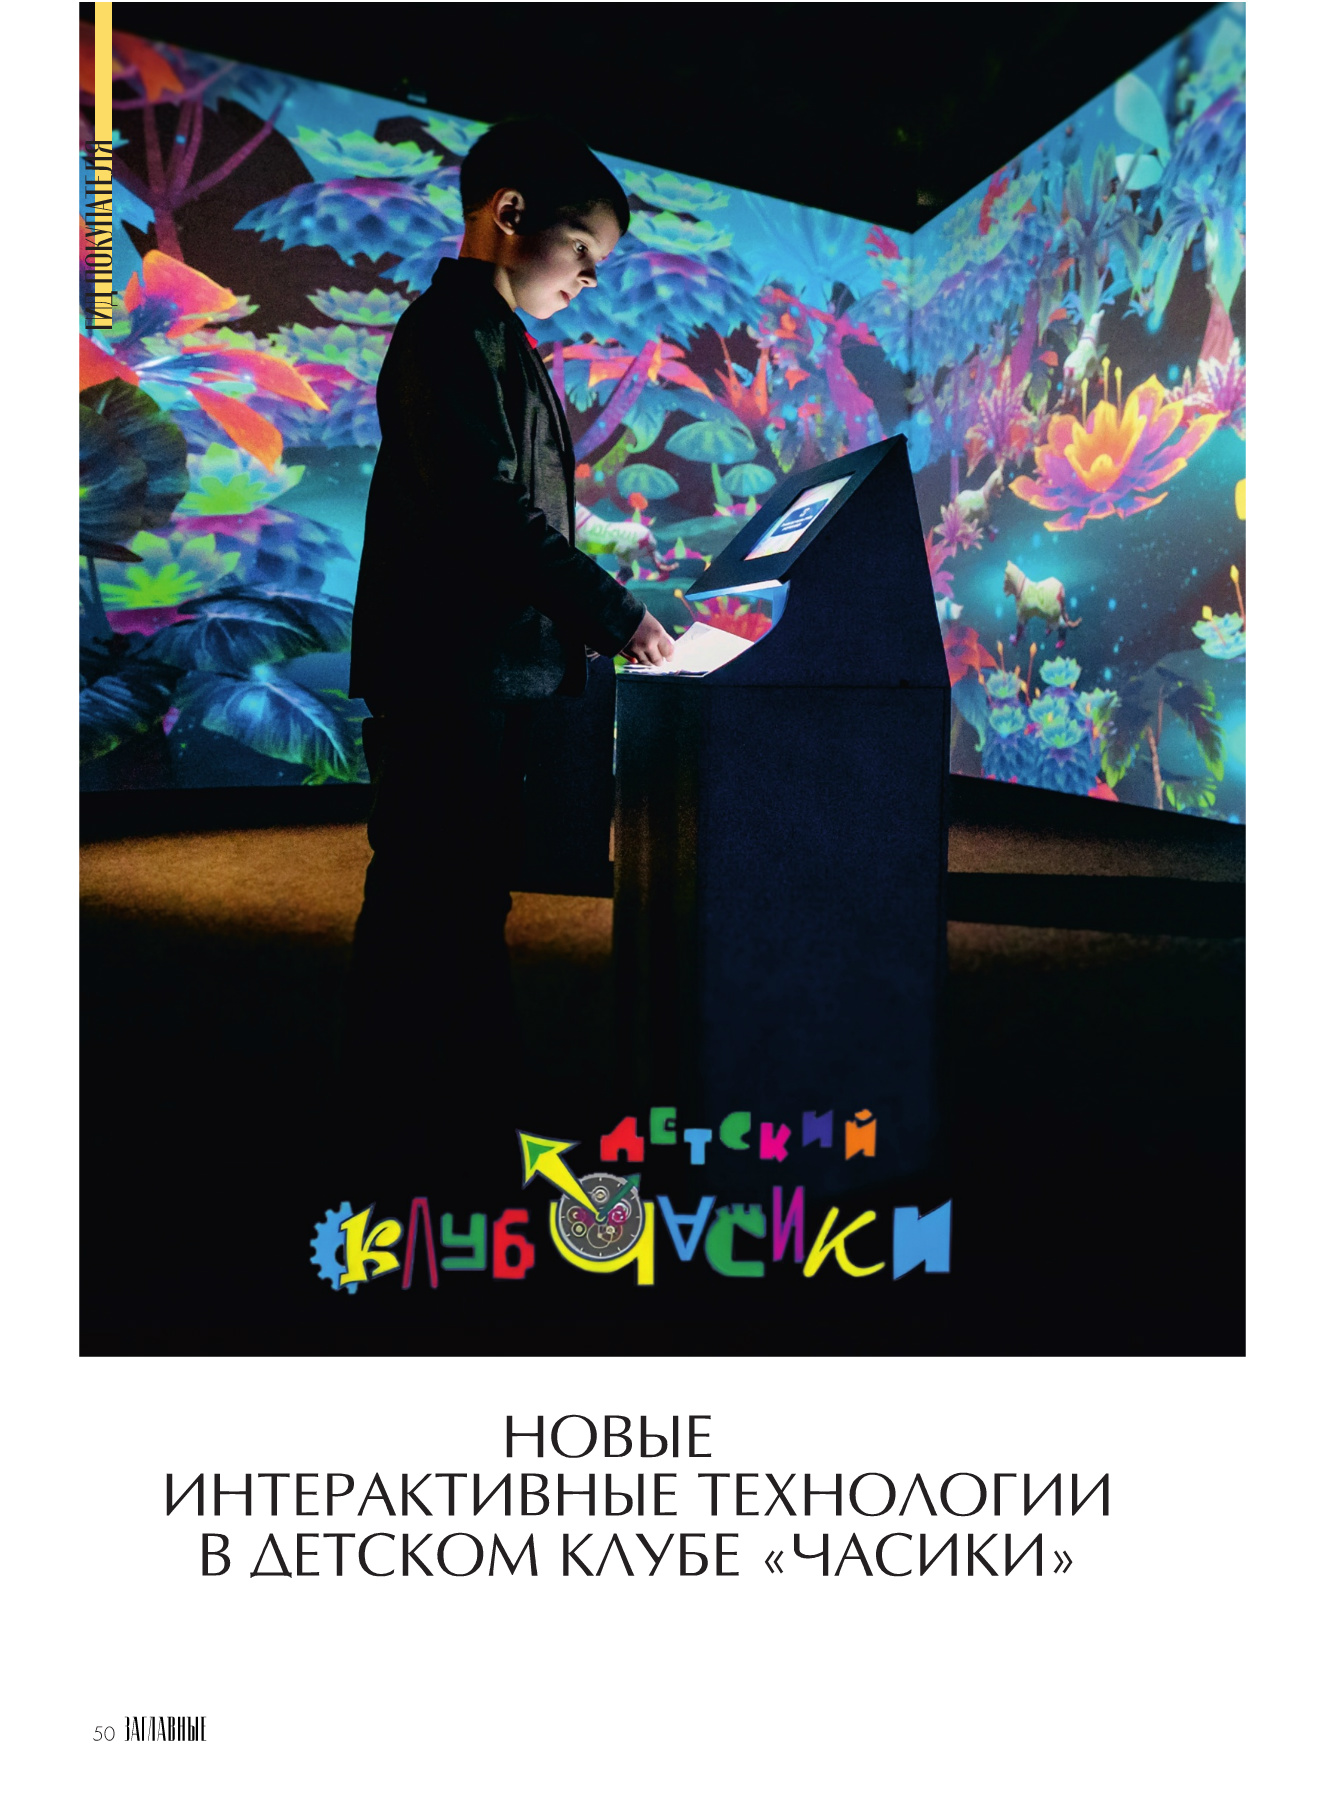 ГИД ПОКУПАТЕЛЯ
ДЕТСКИЙ
КЛУБ ЧАСИКИ
НОВЫЕ
ИНТЕРАКТИВНЫЕ ТЕХНОЛОГИИ
В ДЕТСКОМ КЛУБЕ «ЧАСИКИ»
50 ЗАГЛАВНЫЕ